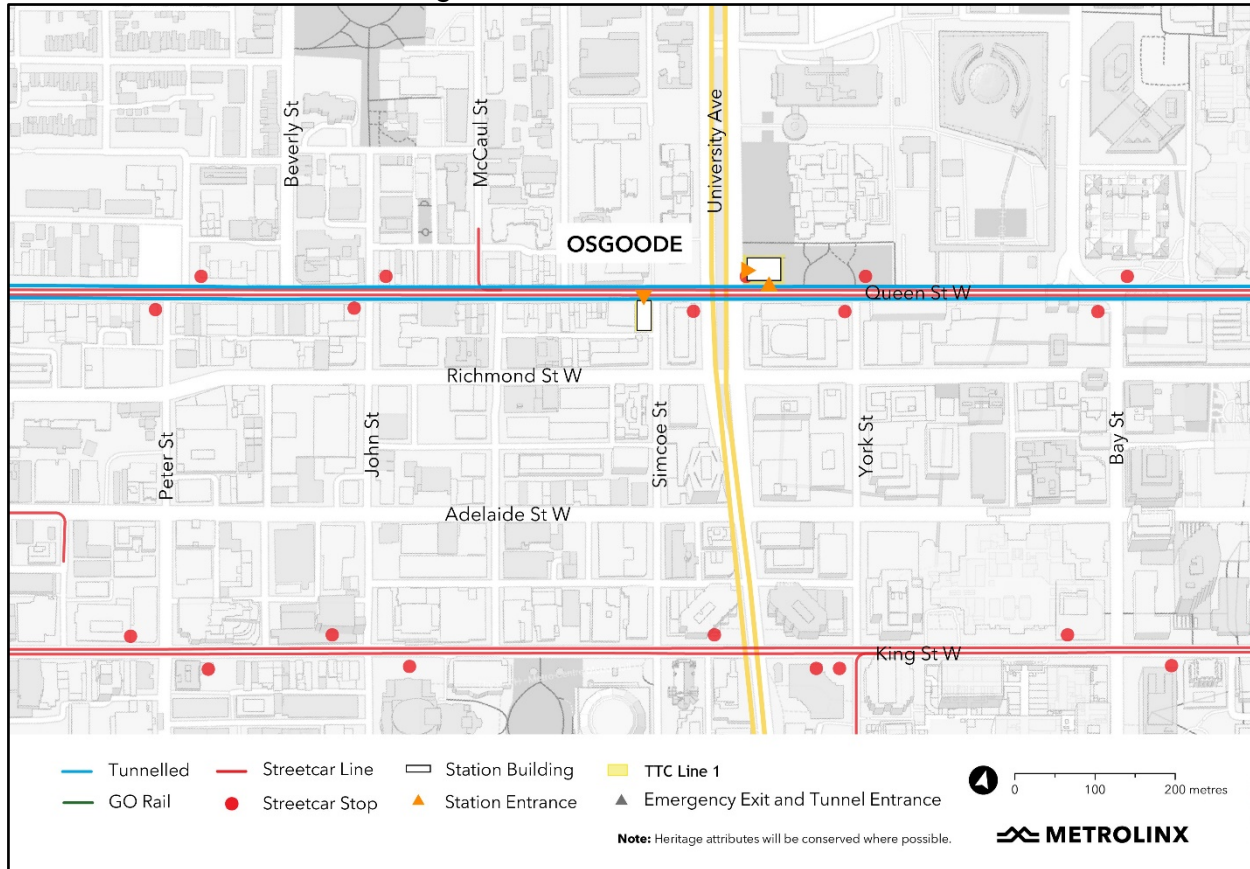 Beverly St
McCaul St
University Ave
OSGOODE
Queen St W
Richmond St W
Peter St
John St
Simcoe St
York St
Bay St
Adelaide St W
King St W
Tunnelled
Streetcar Line
Station Building
TTC Line 1
GO Rail
Streetcar Stop
Station Entrance
Emergency Exit and Tunnel Entrance
0 100 200 metres
Note: Heritage attributes will be conserved where possible.
METROLINX